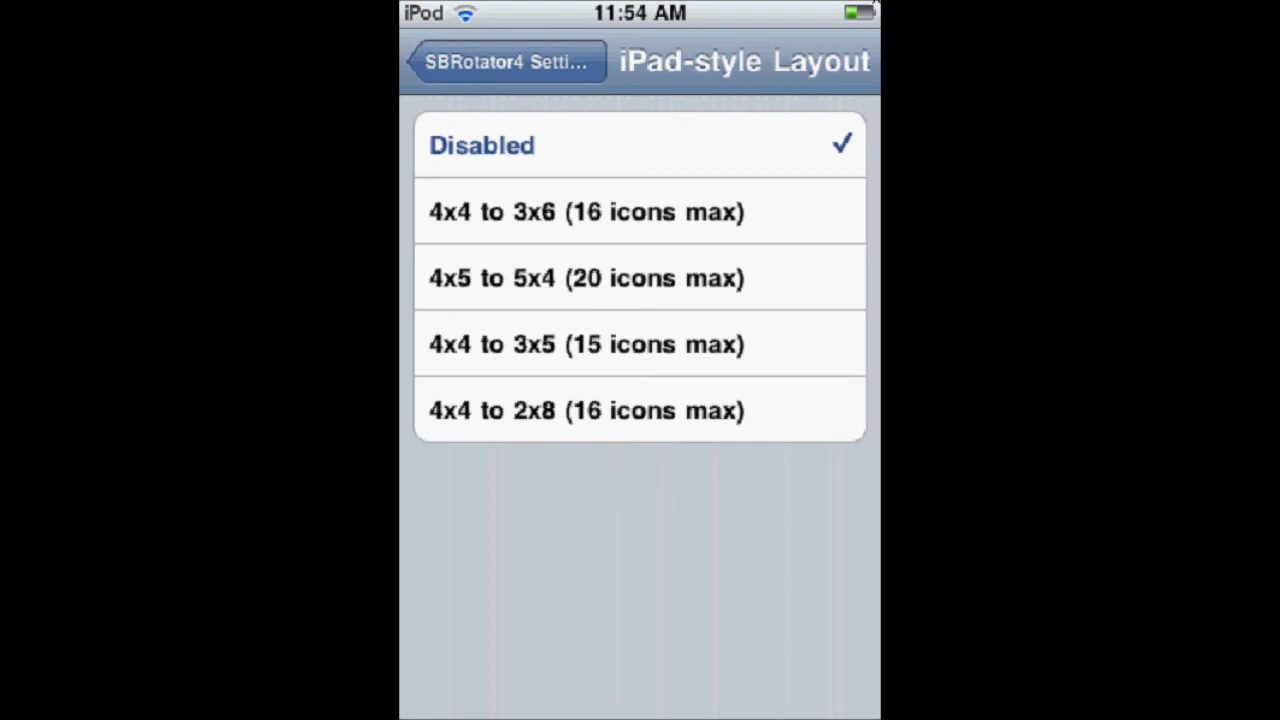 iPod 11:54 AM
SBRotator4 Setti... iPad-style Layout
Disabled
4x4 to 3x6 (16 icons max)
4x5 to 5x4 (20 icons max)
4x4 to 3x5 (15 icons max)
4x4 to 2x8 (16 icons max)